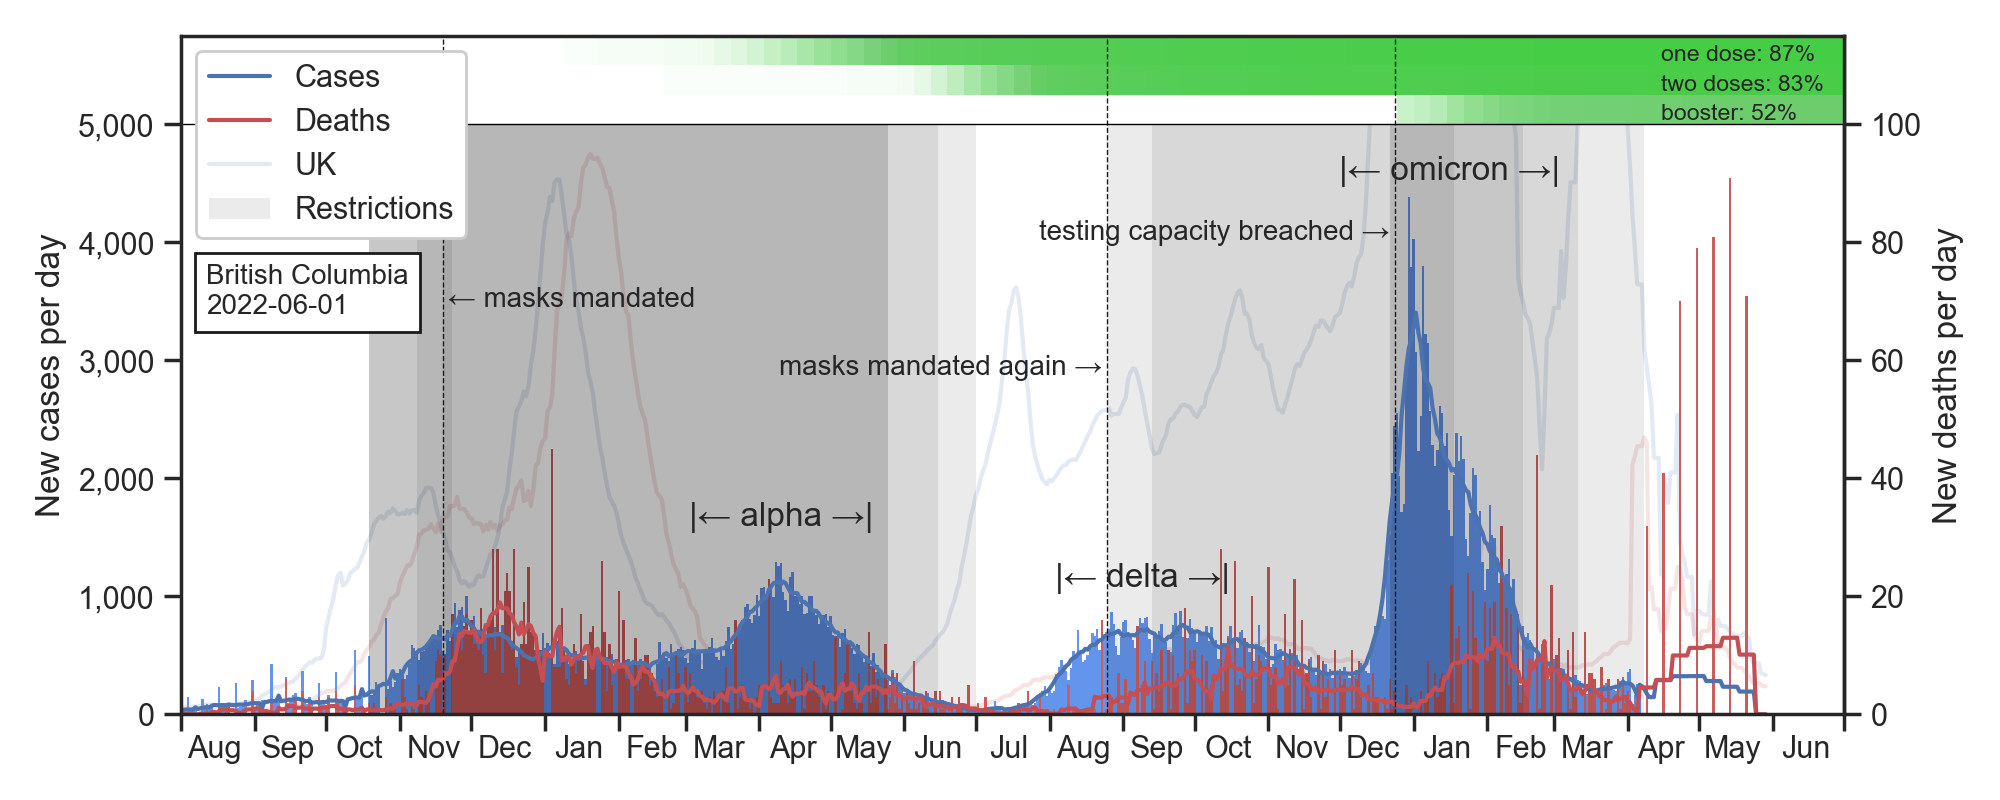 one dose: 87%
two doses: 83%
booster: 52%
Cases
Deaths
UK
Restrictions
British Columbia
2022-06-01
5,000
4,000
3,000
2,000
1,000
0
New cases per day
100
80
60
40
20
0
New deaths per day
|← omicron →|
testing capacity breached →
← masks mandated
masks mandated again →
|← alpha →|
|← delta →|
Aug Sep Oct Nov Dec Jan Feb Mar Apr May Jun Jul Aug Sep Oct Nov Dec Jan Feb Mar Apr May Jun